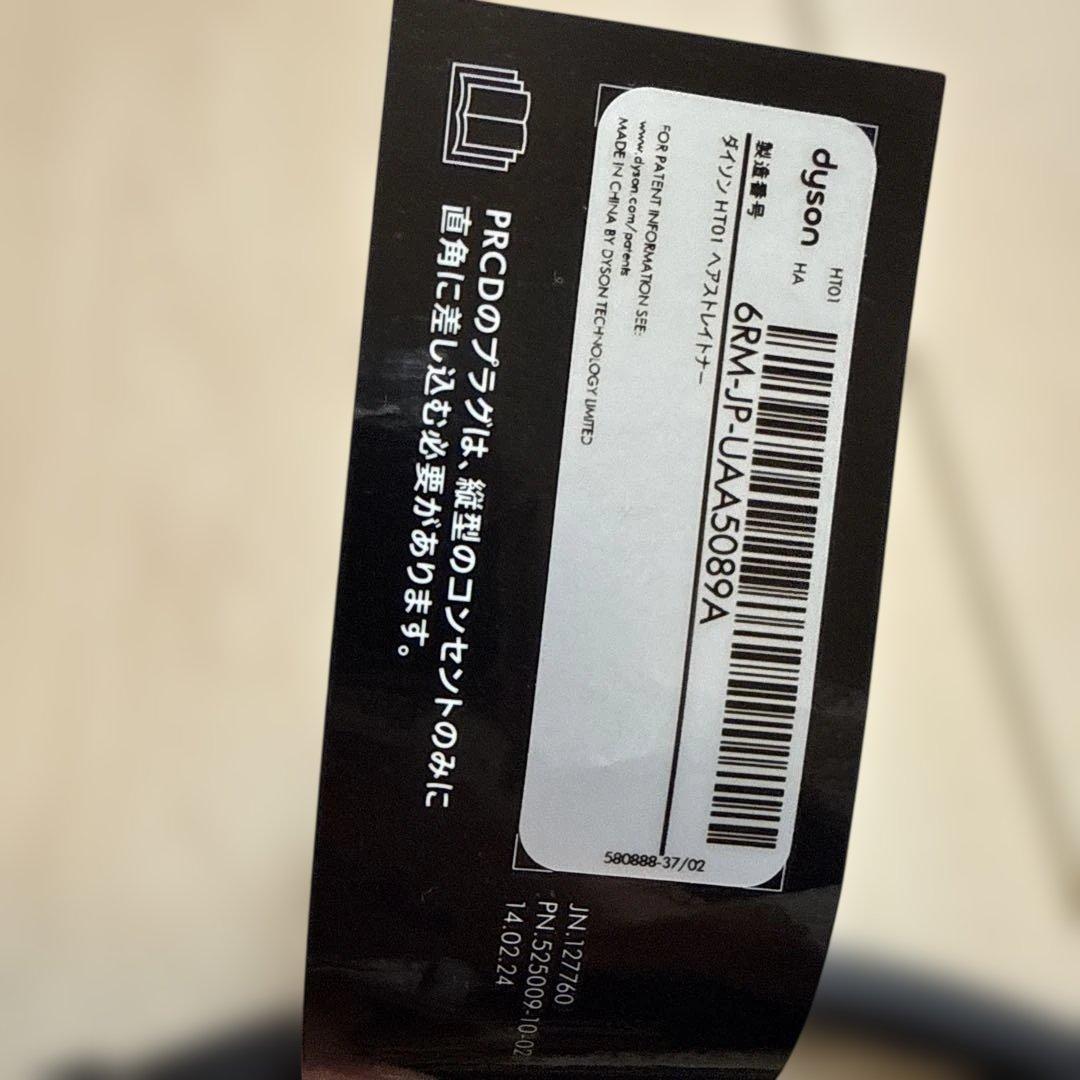 dyson
HT01
HA
製造番号 6RM-JP-UAA5089A
ダイソン HT01 ヘアストレイトナー
FOR PATENT INFORMATION SEE:
www.dyson.com/patents
MADE IN CHINA BY DYSON TECHNOLOGY LIMITED
580888-37/02
PRCDのプラグは、縦型のコンセントのみに
直角に差し込む必要があります。
JN.127760
PN.525009-10-02
14.02.24